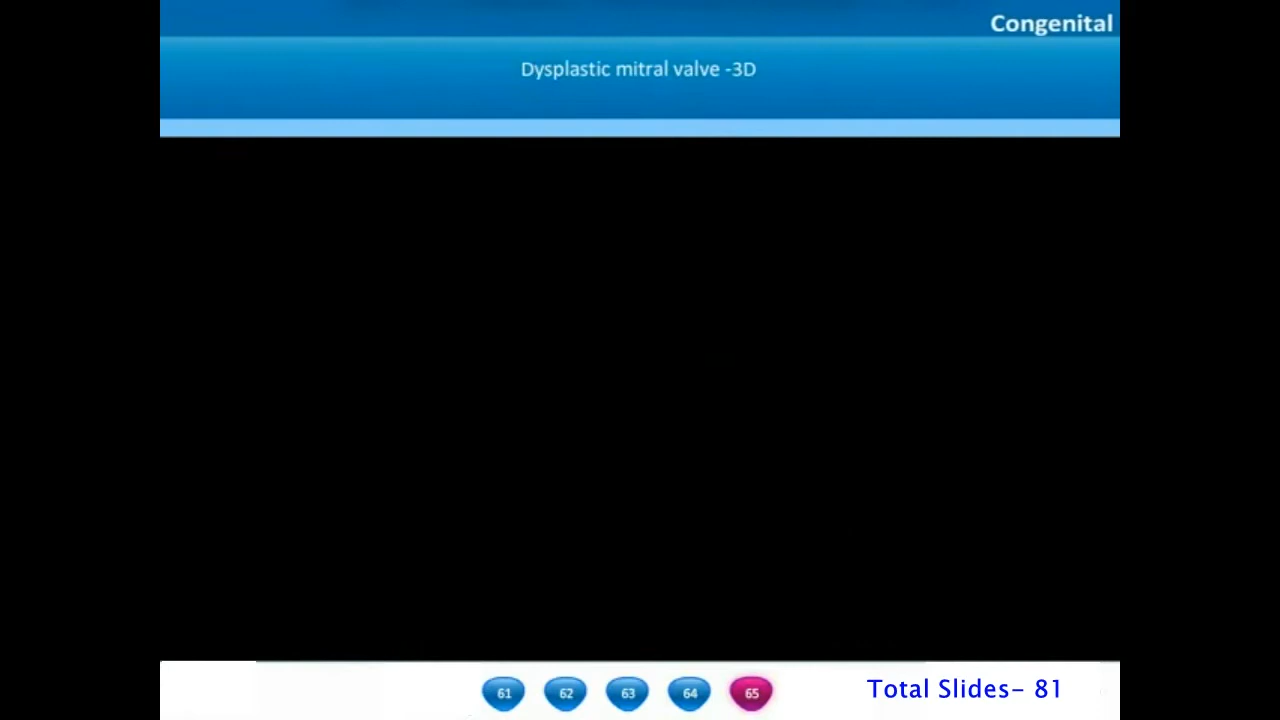 Congenital
Dysplastic mitral valve -3D
61 62 63 64 65
Total Slides- 81